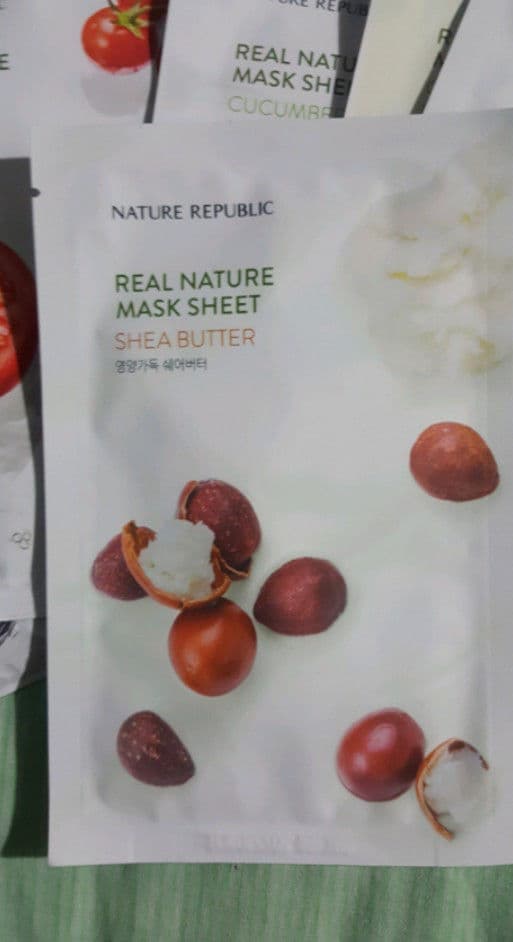 REAL NATU
MASK SHE
CUCUMBE
NATURE REPUBLIC
REAL NATURE
MASK SHEET
SHEA BUTTER
영양가득 쉐어버터